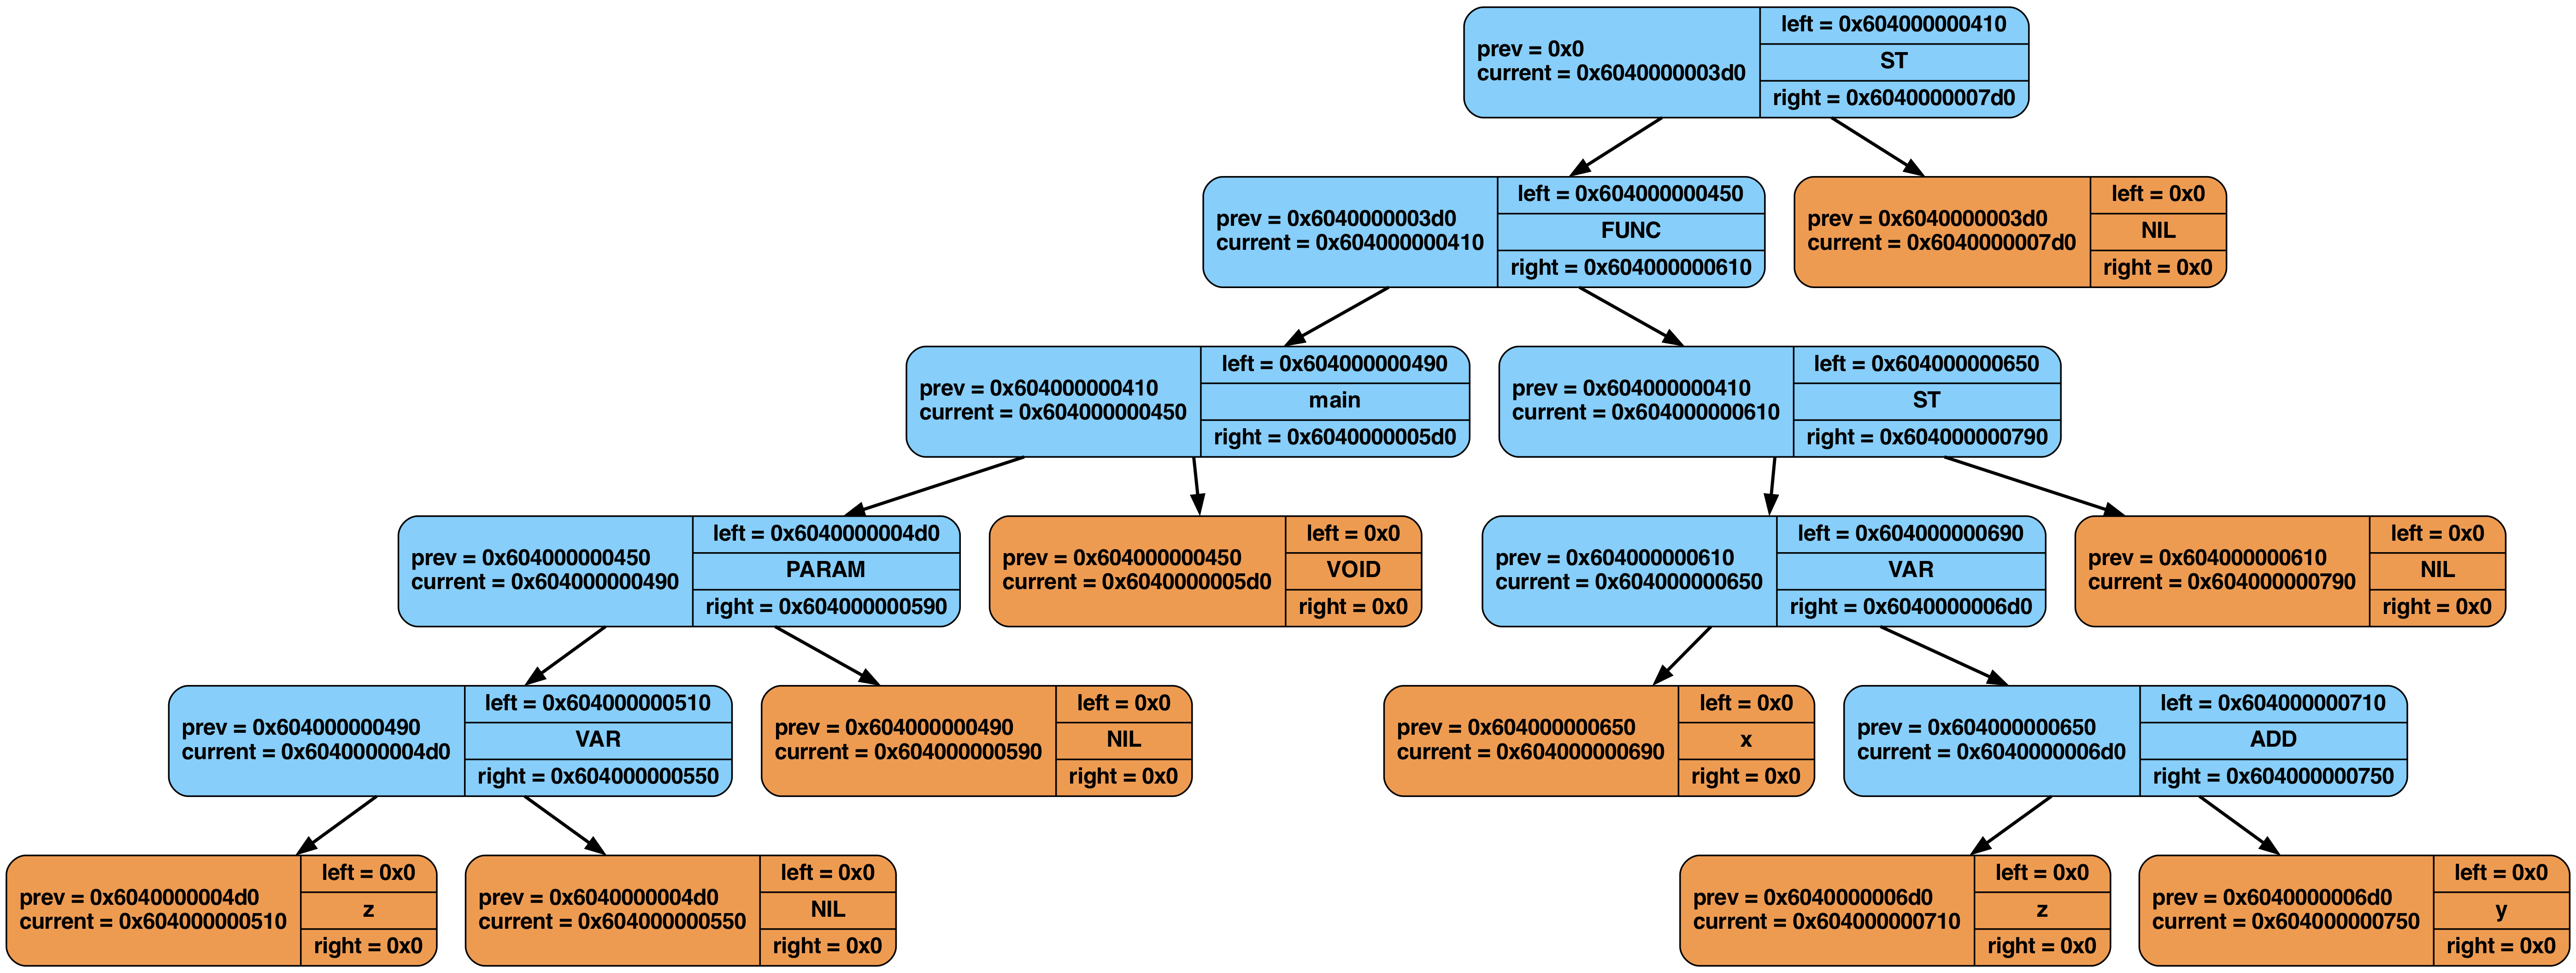 left = 0x604000000410
prev = 0x0
current = 0x6040000003d0
ST
right = 0x6040000007d0
left = 0x604000000450
prev = 0x6040000003d0
current = 0x604000000410
FUNC
right = 0x604000000610
left = 0x0
prev = 0x6040000003d0
current = 0x6040000007d0
NIL
right = 0x0
left = 0x604000000490
prev = 0x604000000410
current = 0x604000000450
main
right = 0x6040000005d0
left = 0x604000000650
prev = 0x604000000410
current = 0x604000000610
ST
right = 0x604000000790
left = 0x6040000004d0
prev = 0x604000000450
current = 0x604000000490
PARAM
right = 0x604000000590
left = 0x0
prev = 0x604000000450
current = 0x6040000005d0
VOID
right = 0x0
left = 0x604000000690
prev = 0x604000000610
current = 0x604000000650
VAR
right = 0x6040000006d0
left = 0x0
prev = 0x604000000610
current = 0x604000000790
NIL
right = 0x0
left = 0x604000000510
prev = 0x604000000490
current = 0x6040000004d0
VAR
right = 0x604000000550
left = 0x0
prev = 0x604000000490
current = 0x604000000590
NIL
right = 0x0
left = 0x0
prev = 0x604000000650
current = 0x604000000690
x
right = 0x0
left = 0x604000000710
prev = 0x604000000650
current = 0x6040000006d0
ADD
right = 0x604000000750
left = 0x0
prev = 0x6040000004d0
current = 0x604000000510
z
right = 0x0
left = 0x0
prev = 0x6040000004d0
current = 0x604000000550
NIL
right = 0x0
left = 0x0
prev = 0x6040000006d0
current = 0x604000000710
z
right = 0x0
left = 0x0
prev = 0x6040000006d0
current = 0x604000000750
y
right = 0x0